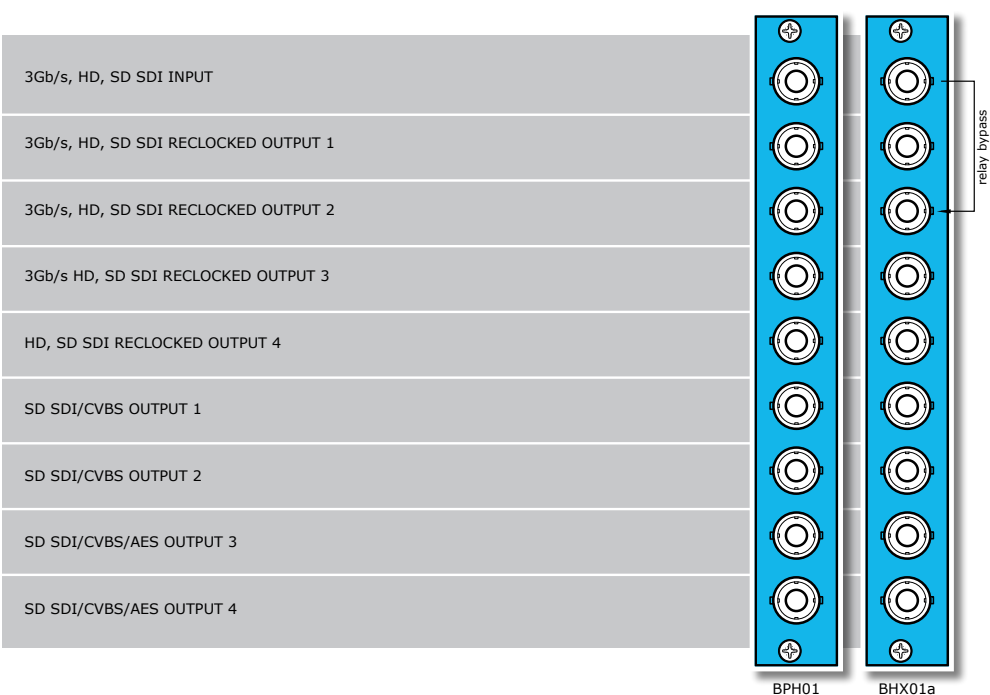 3Gb/s, HD, SD SDI INPUT
relay bypass
3Gb/s, HD, SD SDI RECLOCKED OUTPUT 1
3Gb/s, HD, SD SDI RECLOCKED OUTPUT 2
3Gb/s HD, SD SDI RECLOCKED OUTPUT 3
HD, SD SDI RECLOCKED OUTPUT 4
SD SDI/CVBS OUTPUT 1
SD SDI/CVBS OUTPUT 2
SD SDI/CVBS/AES OUTPUT 3
SD SDI/CVBS/AES OUTPUT 4
BPH01
BHX01a